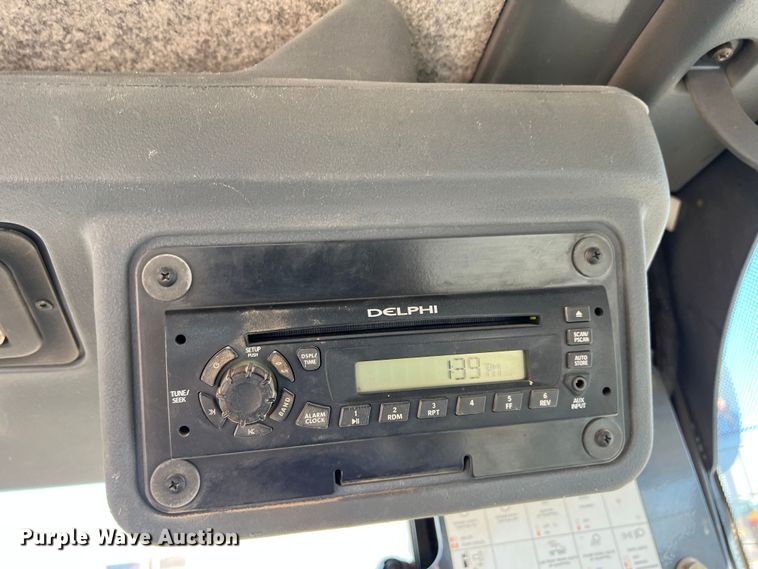 DELPHI
SETUP
PUSH
DSPL/
TIME
139
SCAN/
PSCAN
AUTO
STORE
TUNE/
SEEK
BAND
ALARM
CLOCK
1
2
RDM
3
RPT
4
5
FF
6
REV
AUX
INPUT
Purple Wave Auction